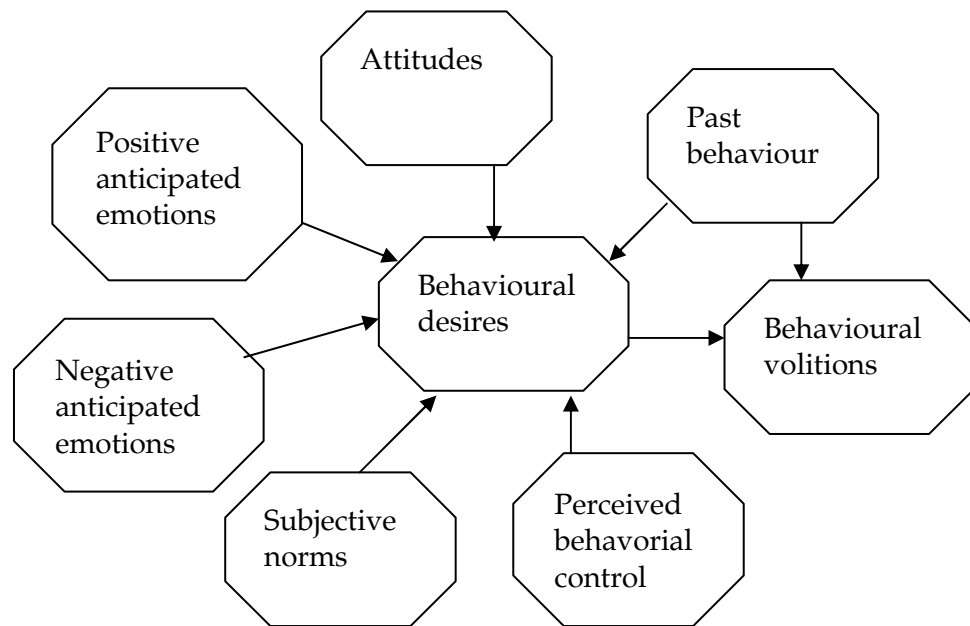 Attitudes
Past
behaviour
Positive
anticipated
emotions
Behavioural
desires
Behavioural
volitions
Negative
anticipated
emotions
Subjective
norms
Perceived
behavorial
control